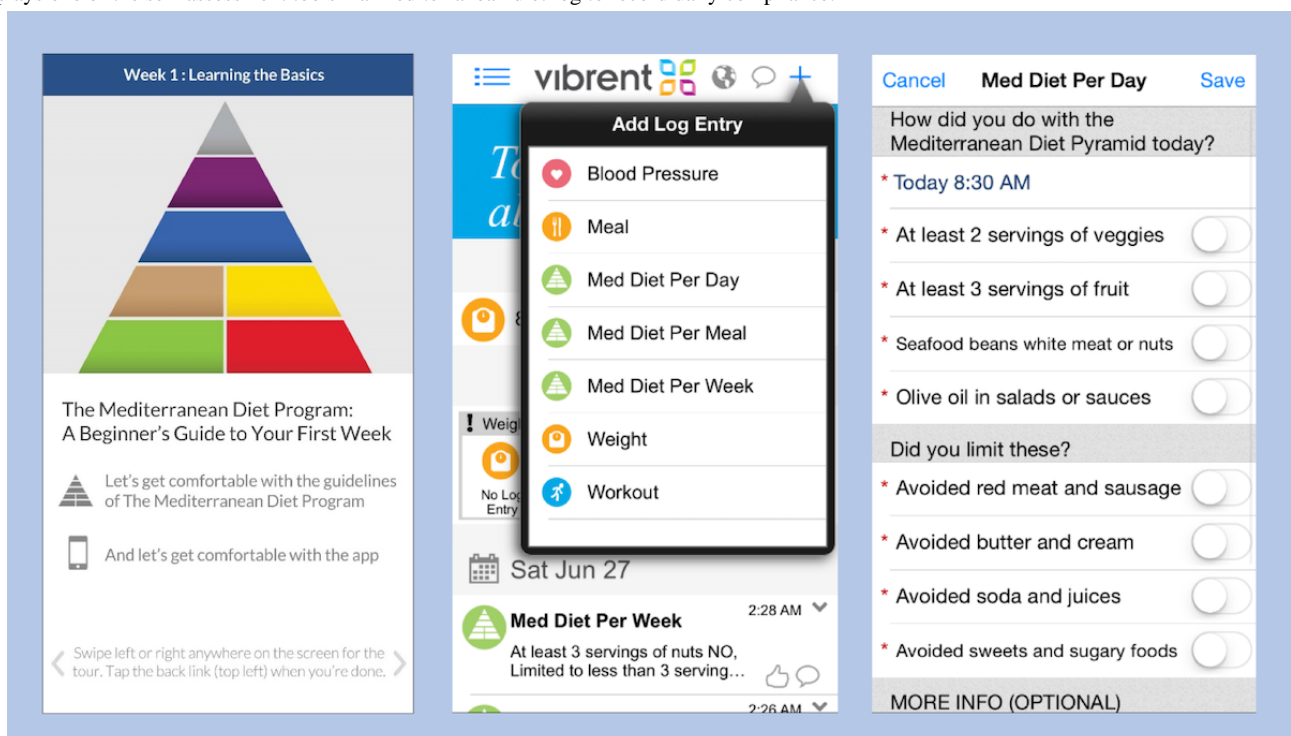 Week 1 : Learning the Basics
The Mediterranean Diet Program:
A Beginner's Guide to Your First Week
Let's get comfortable with the guidelines
of The Mediterranean Diet Program
And let's get comfortable with the app
Swipe left or right anywhere on the screen for the
tour. Tap the back link (top left) when you're done.
vibrent
Add Log Entry
Blood Pressure
Meal
Med Diet Per Day
Med Diet Per Meal
Med Diet Per Week
Weight
Workout
No Log
Entry
Sat Jun 27
Med Diet Per Week
2:28 AM
At least 3 servings of nuts NO,
Limited to less than 3 serving...
2:26 AM
Cancel Med Diet Per Day Save
How did you do with the
Mediterranean Diet Pyramid today?
* Today 8:30 AM
* At least 2 servings of veggies
* At least 3 servings of fruit
* Seafood beans white meat or nuts
* Olive oil in salads or sauces
Did you limit these?
* Avoided red meat and sausage
* Avoided butter and cream
* Avoided soda and juices
* Avoided sweets and sugary foods
MORE INFO (OPTIONAL)